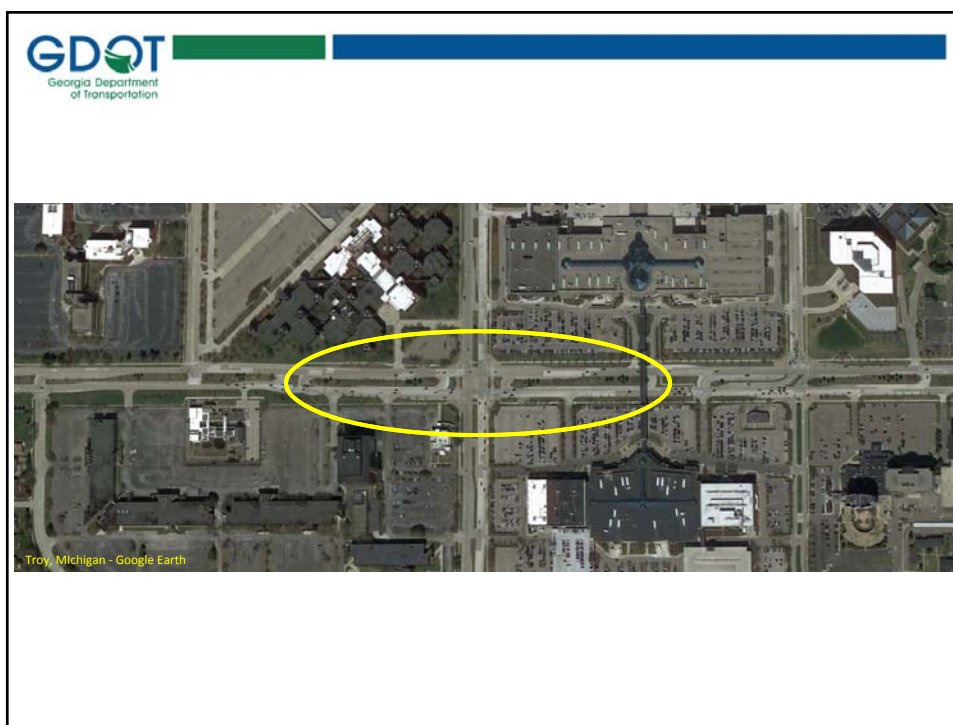 GDOT
Georgia Department
of Transportation
Troy, MIchigan - Google Earth